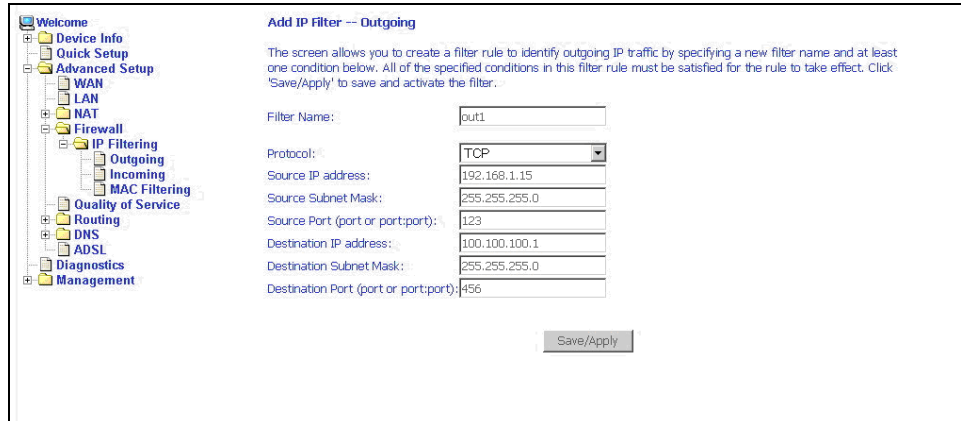 Welcome
Device Info
Quick Setup
Advanced Setup
WAN
LAN
NAT
Firewall
IP Filtering
Outgoing
Incoming
MAC Filtering
Quality of Service
Routing
DNS
ADSL
Diagnostics
Management
Add IP Filter -- Outgoing
The screen allows you to create a filter rule to identify outgoing IP traffic by specifying a new filter name and at least
one condition below. All of the specified conditions in this filter rule must be satisfied for the rule to take effect. Click
'Save/Apply' to save and activate the filter.
Filter Name: out1
Protocol: TCP
Source IP address: 192.168.1.15
Source Subnet Mask: 255.255.255.0
Source Port (port or port:port): 123
Destination IP address: 100.100.100.1
Destination Subnet Mask: 255.255.255.0
Destination Port (port or port:port): 456
Save/Apply